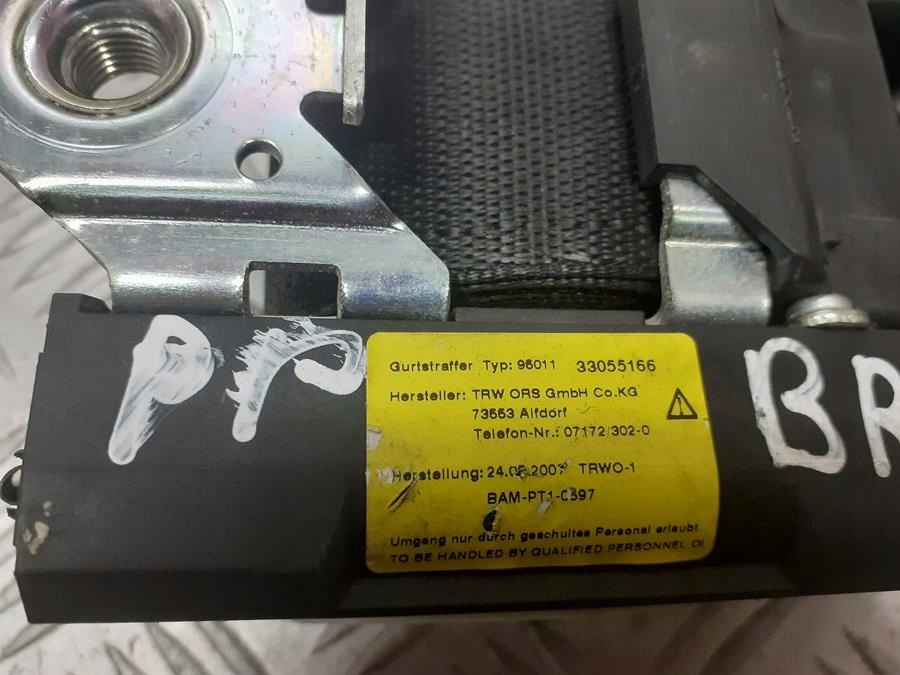 PP
BR
Gurtstraffer Typ: 96011 33055166
Hersteller: TRW ORS GmbH Co.KG
73553 Alfdorf
Telefon-Nr.: 07172/302-0
Herstellung: TRWO-1
Umgang nur durch geschultes Personal erlaubt.
TO BE HANDLED BY QUALIFIED PERSONNEL